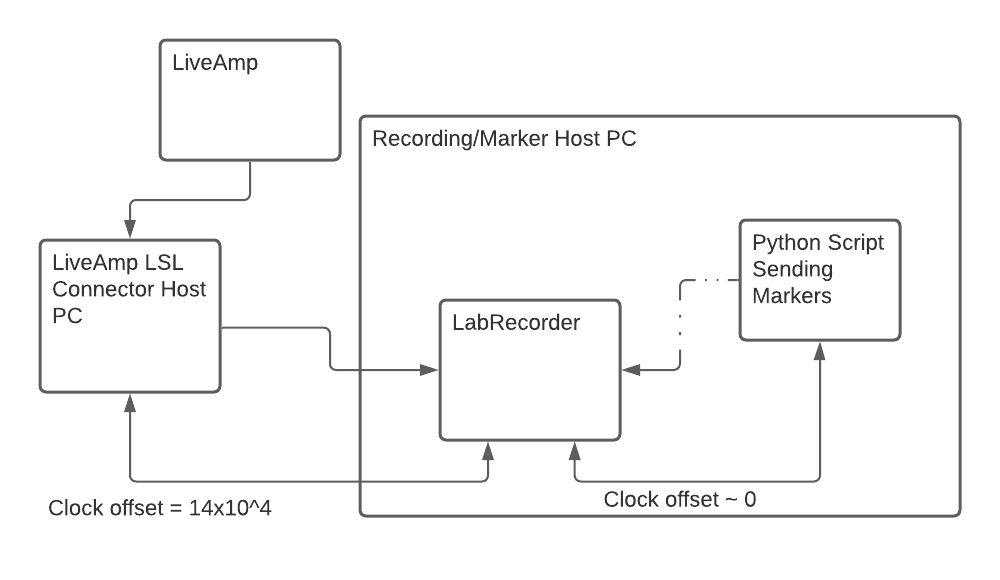 LiveAmp
Recording/Marker Host PC
LiveAmp LSL
Connector Host
PC
LabRecorder
Python Script
Sending
Markers
Clock offset = 14x10^4
Clock offset ~ 0